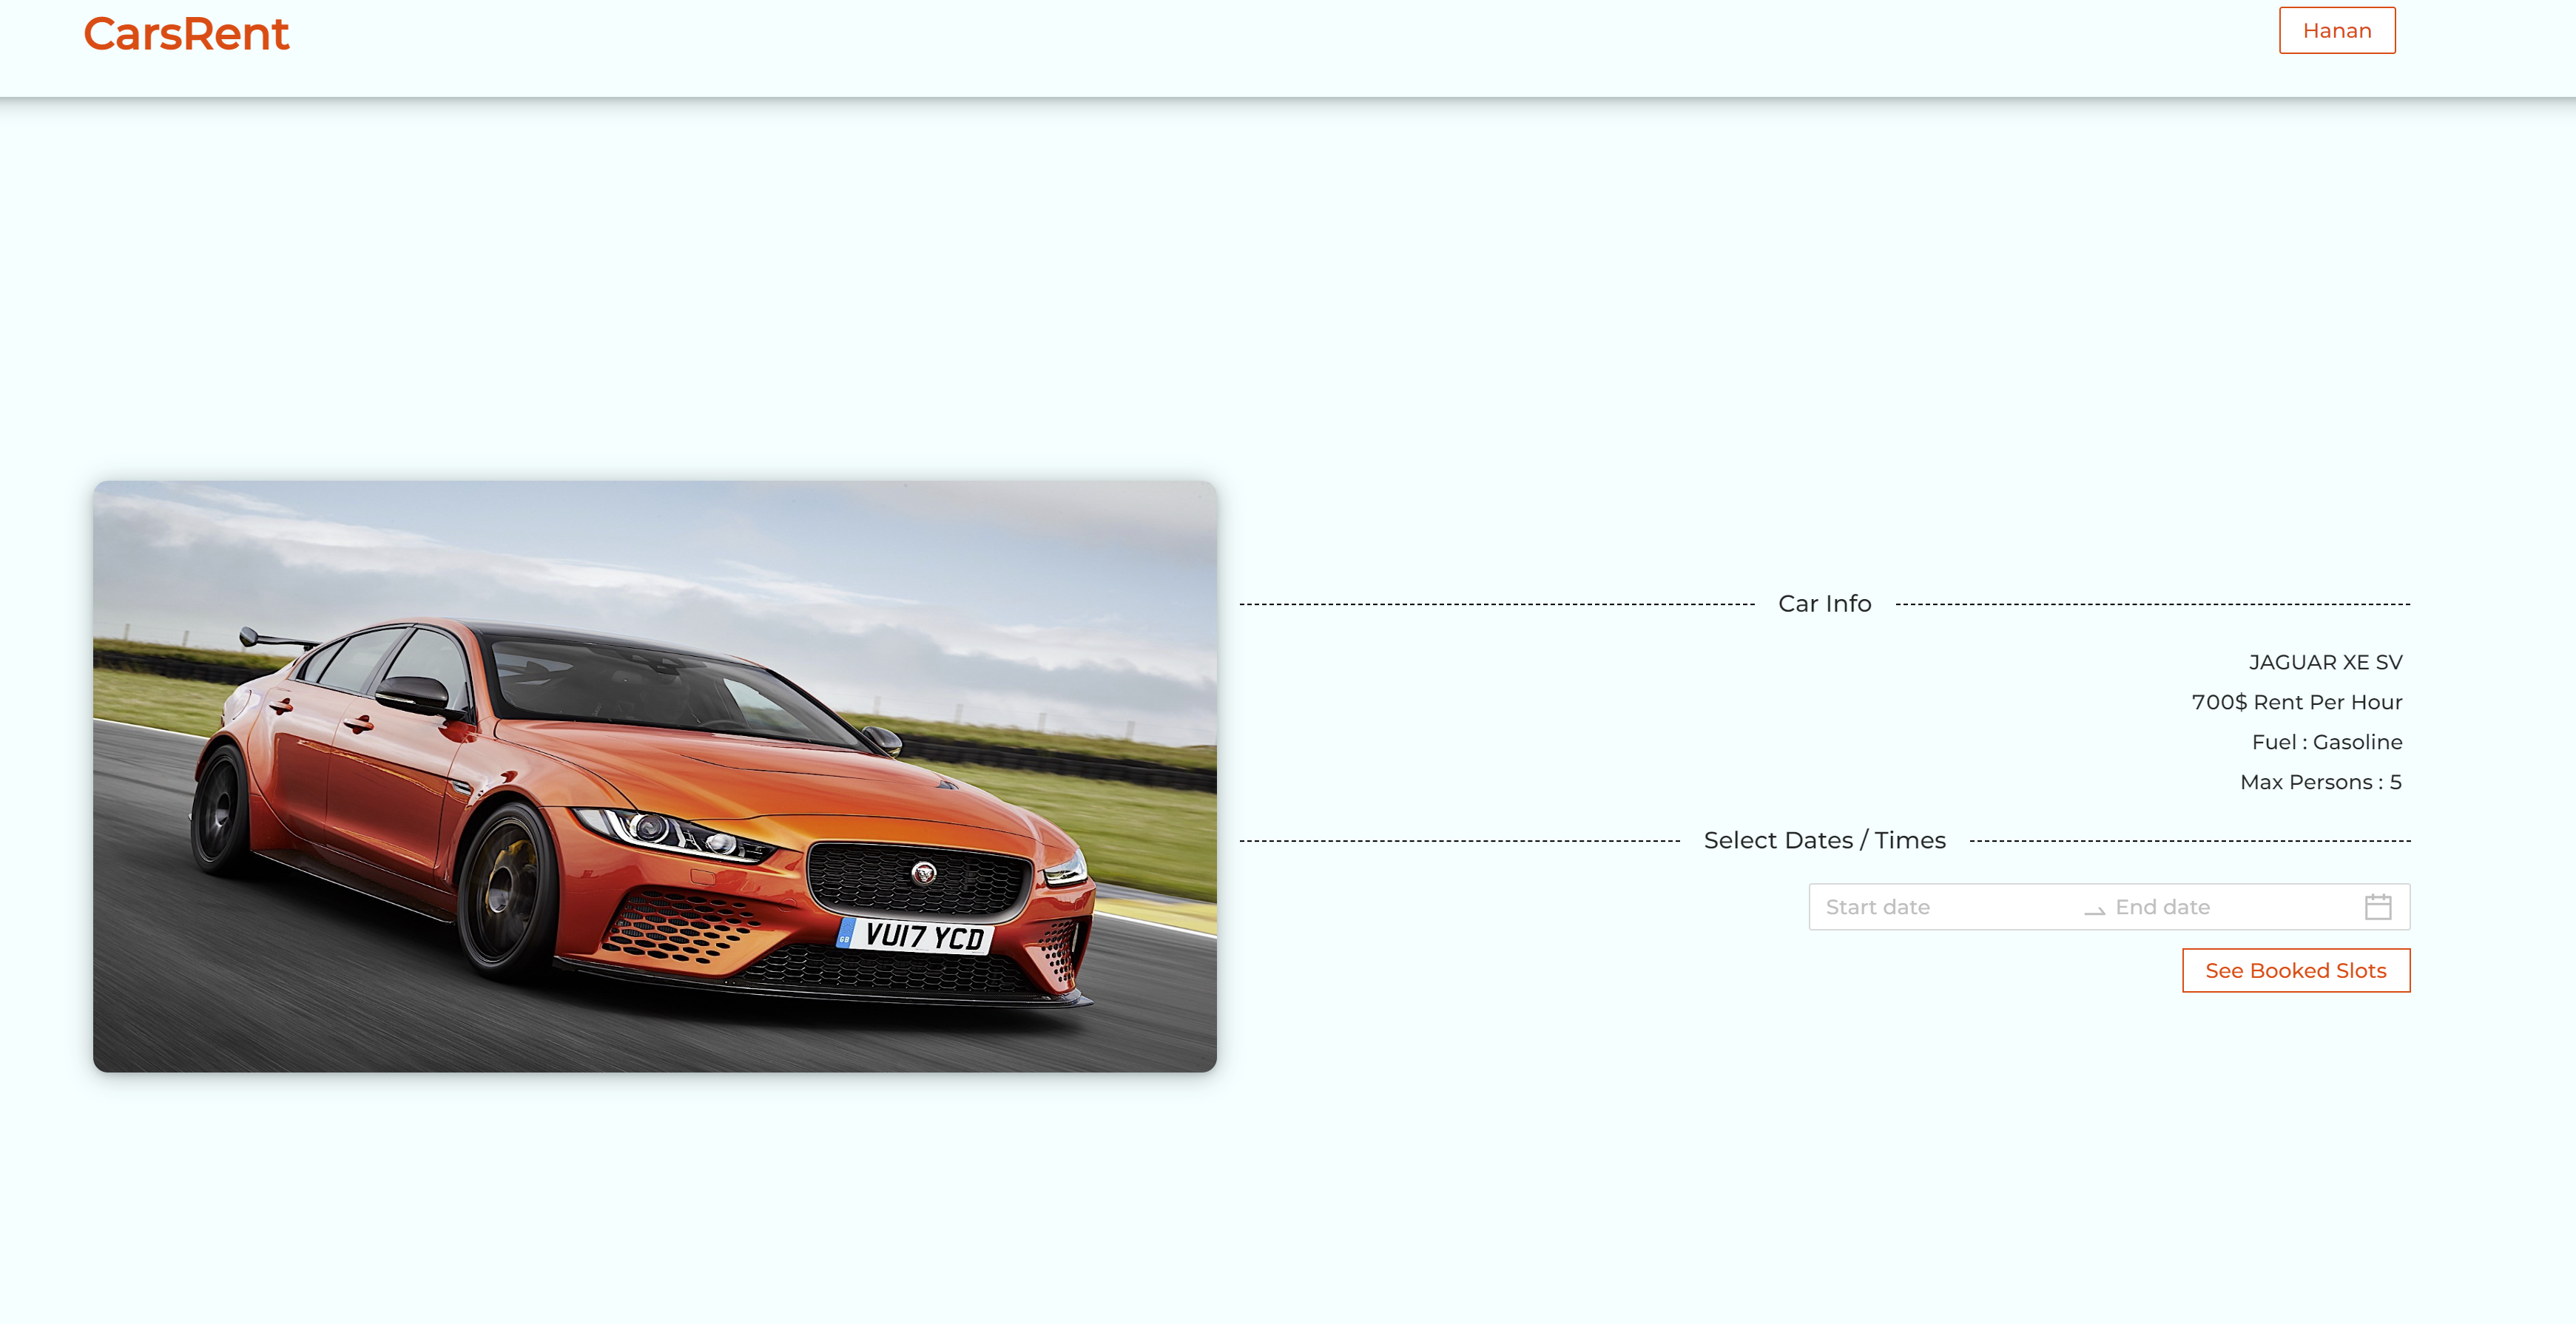 CarsRent
Hanan
Car Info
JAGUAR XE SV
700$ Rent Per Hour
Fuel : Gasoline
Max Persons : 5
GB VU17 YCD
Select Dates / Times
Start date
End date
See Booked Slots